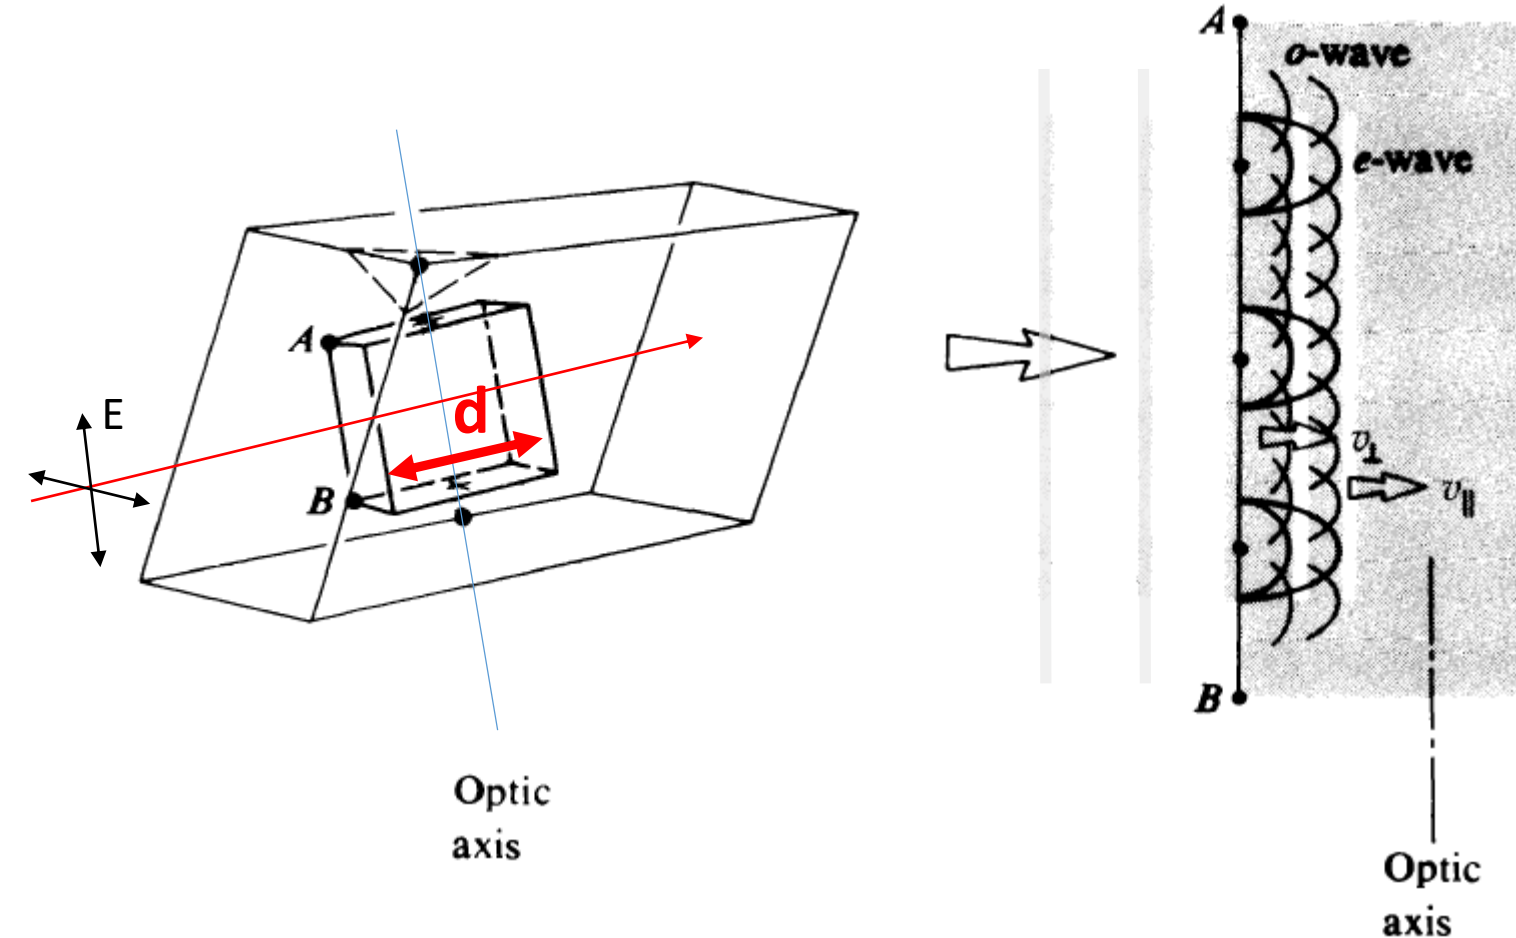 A
o-wave
e-wave
A
d
E
B
v⊥
v∥
B
Optic
axis
Optic
axis